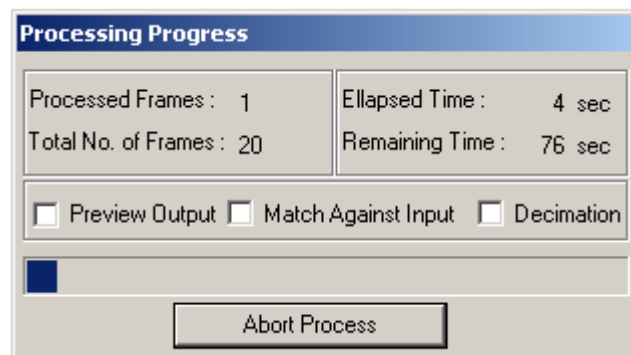 Processing Progress
Processed Frames : 1
Total No. of Frames : 20
Ellapsed Time : 4 sec
Remaining Time : 76 sec
Preview Output Match Against Input Decimation
Abort Process